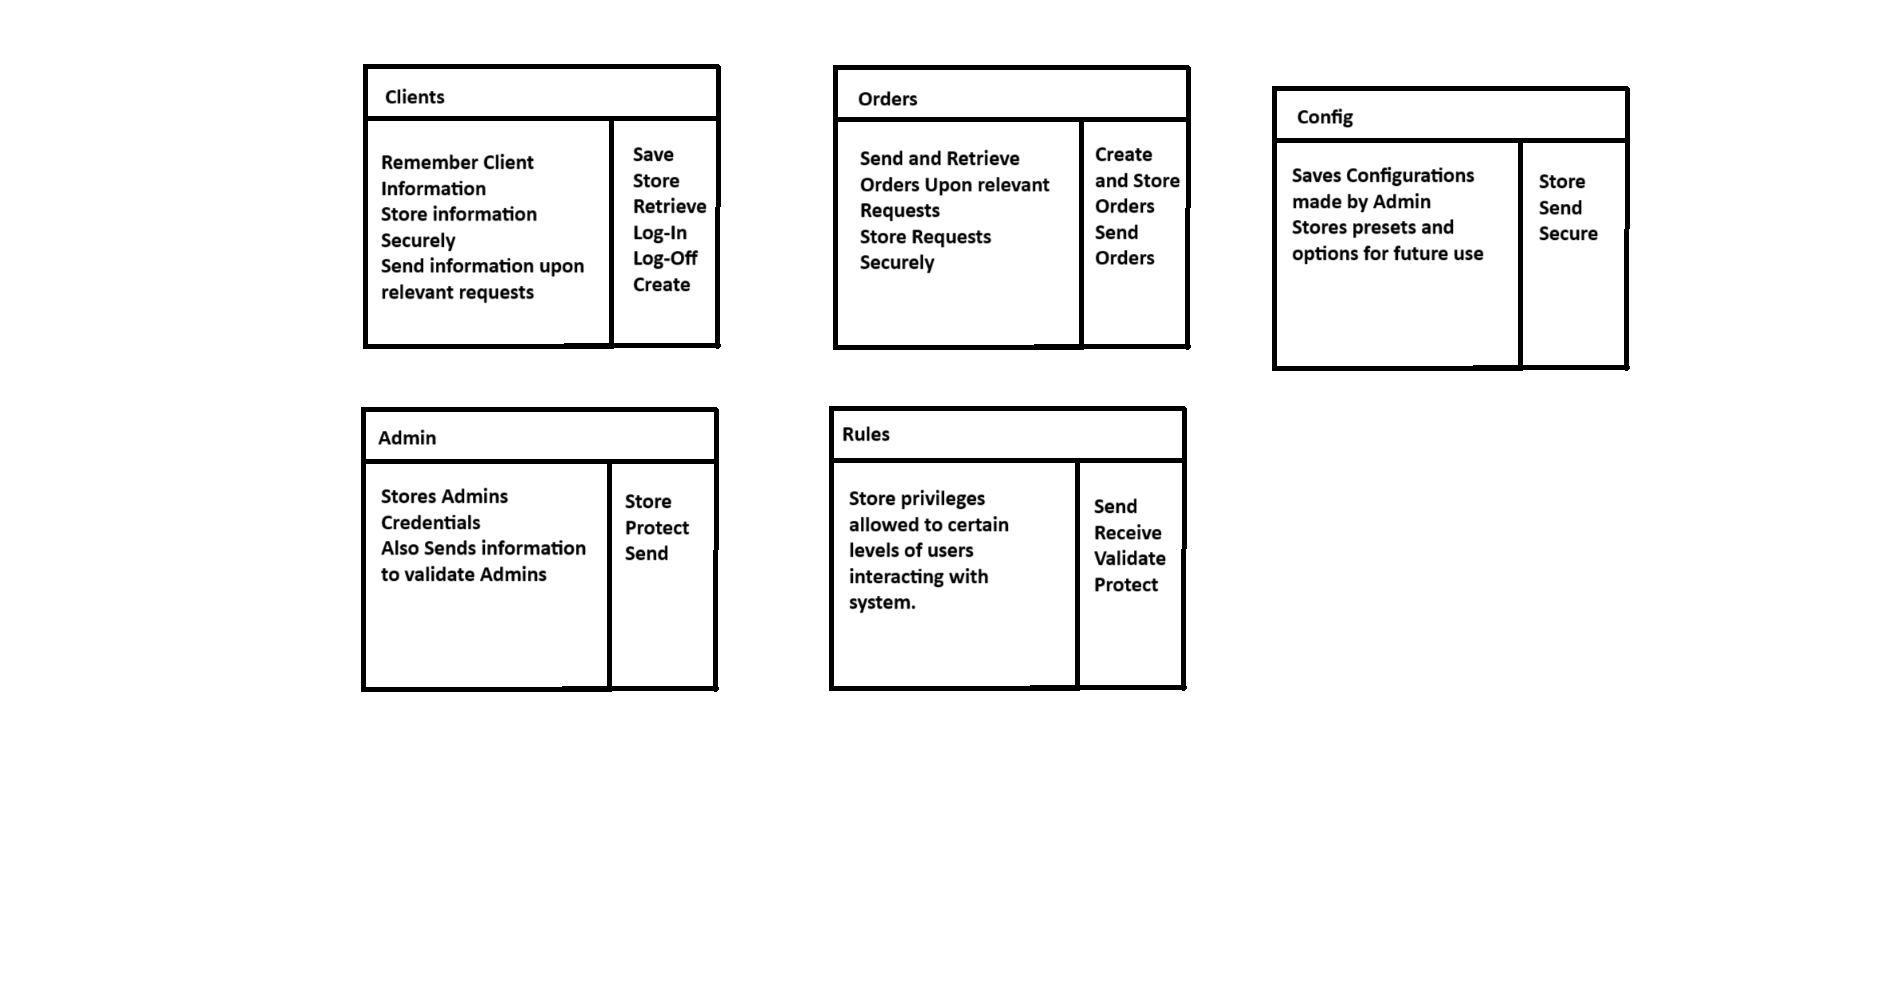 Clients
Remember Client
Information
Store information
Securely
Send information upon
relevant requests
Save
Store
Retrieve
Log-In
Log-Off
Create
Orders
Send and Retrieve
Orders Upon relevant
Requests
Store Requests
Securely
Create
and Store
Orders
Send
Orders
Config
Saves Configurations
made by Admin
Stores presets and
options for future use
Store
Send
Secure
Admin
Stores Admins
Credentials
Also Sends information
to validate Admins
Store
Protect
Send
Rules
Store privileges
allowed to certain
levels of users
interacting with
system.
Send
Receive
Validate
Protect